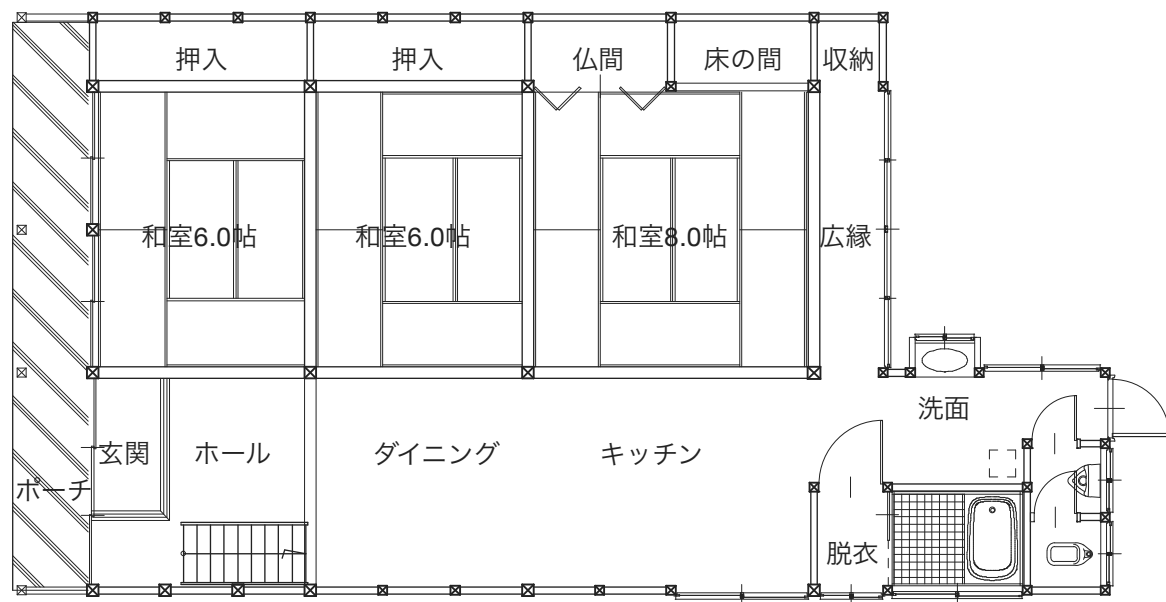 押入
押入
仏間
床の間
収納
和室6.0帖
和室6.0帖
和室8.0帖
広縁
洗面
玄関
ホール
ダイニング
キッチン
ポーチ
脱衣